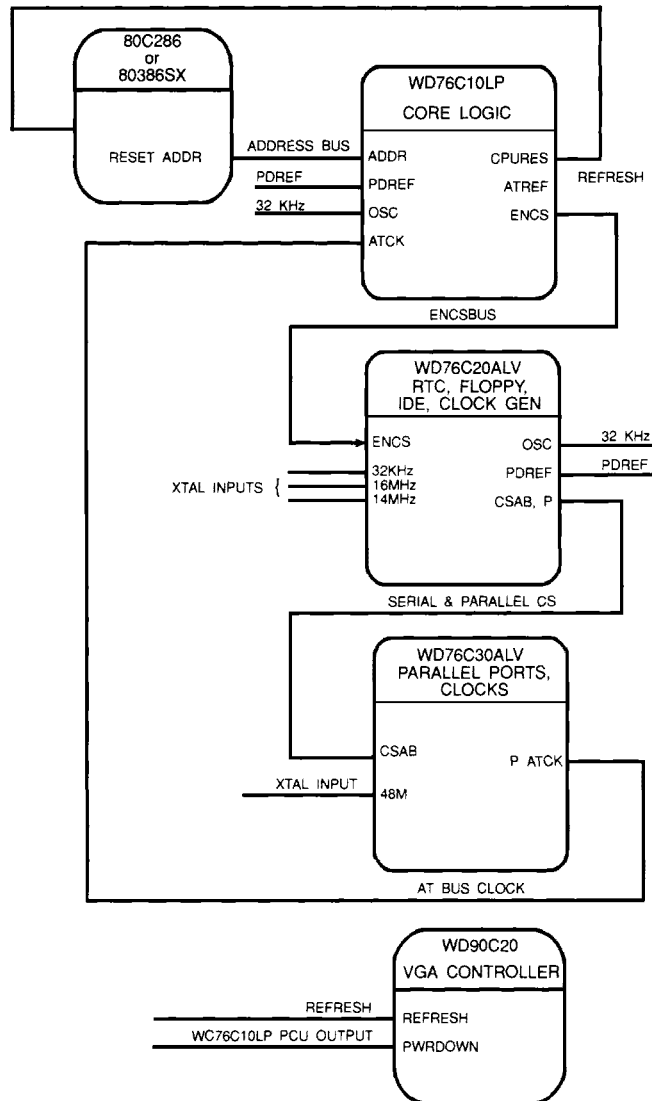 80C286
or
80386SX
RESET ADDR
ADDRESS BUS
PDREF
32 KHz
WD76C10LP
CORE LOGIC
ADDR
PDREF
OSC
ATCK
CPURES
ATREF
ENCS
REFRESH
ENCSBUS
WD76C20ALV
RTC, FLOPPY,
IDE, CLOCK GEN
ENCS
XTAL INPUTS {
32KHz
16MHz
14MHz
OSC
PDREF
CSAB, P
32 KHz
PDREF
SERIAL & PARALLEL CS
WD76C30ALV
PARALLEL PORTS,
CLOCKS
CSAB
P ATCK
XTAL INPUT
48M
AT BUS CLOCK
WD90C20
VGA CONTROLLER
REFRESH
REFRESH
WC76C10LP PCU OUTPUT
PWRDOWN